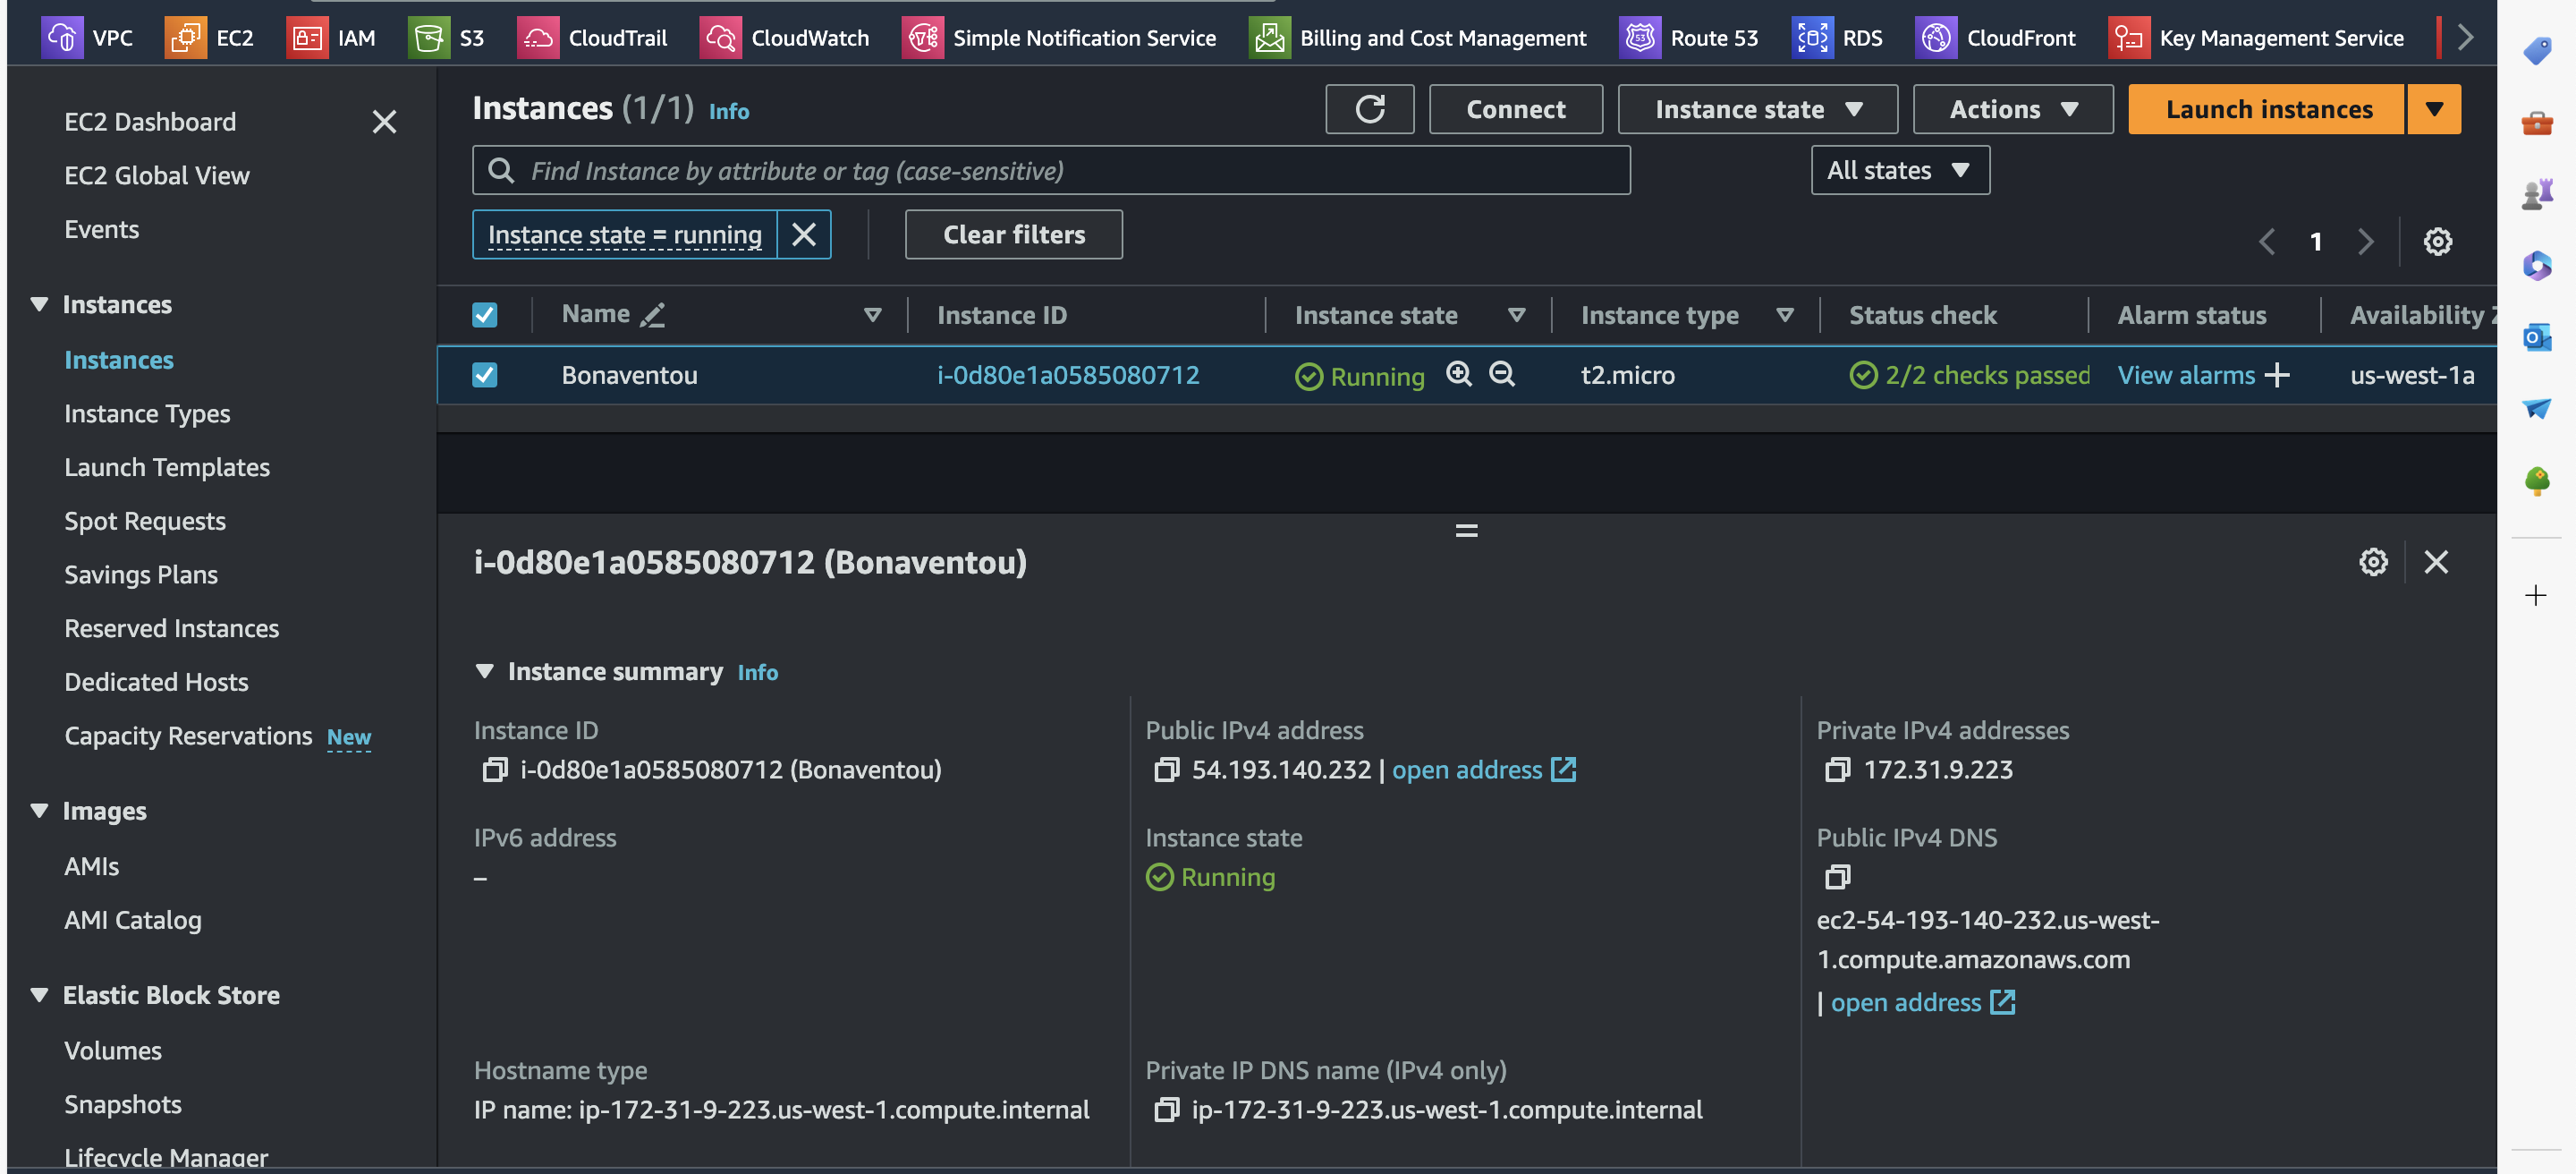 VPC EC2 IAM S3 CloudTrail CloudWatch Simple Notification Service Billing and Cost Management Route 53 RDS CloudFront Key Management Service
EC2 Dashboard
EC2 Global View
Events
Instances
Instances
Instance Types
Launch Templates
Spot Requests
Savings Plans
Reserved Instances
Dedicated Hosts
Capacity Reservations New
Images
AMIs
AMI Catalog
Elastic Block Store
Volumes
Snapshots
Lifecycle Manager
Instances (1/1) Info
Connect
Instance state
Actions
Launch instances
Find Instance by attribute or tag (case-sensitive)
All states
Instance state = running
Clear filters
1
Name Instance ID Instance state Instance type Status check Alarm status Availability Z
Bonaventou i-0d80e1a0585080712 Running t2.micro 2/2 checks passed View alarms + us-west-1a
i-0d80e1a0585080712 (Bonaventou)
Instance summary Info
Instance ID
i-0d80e1a0585080712 (Bonaventou)
Public IPv4 address
54.193.140.232 | open address
Private IPv4 addresses
172.31.9.223
IPv6 address
–
Instance state
Running
Public IPv4 DNS
ec2-54-193-140-232.us-west-
1.compute.amazonaws.com
| open address
Hostname type
IP name: ip-172-31-9-223.us-west-1.compute.internal
Private IP DNS name (IPv4 only)
ip-172-31-9-223.us-west-1.compute.internal